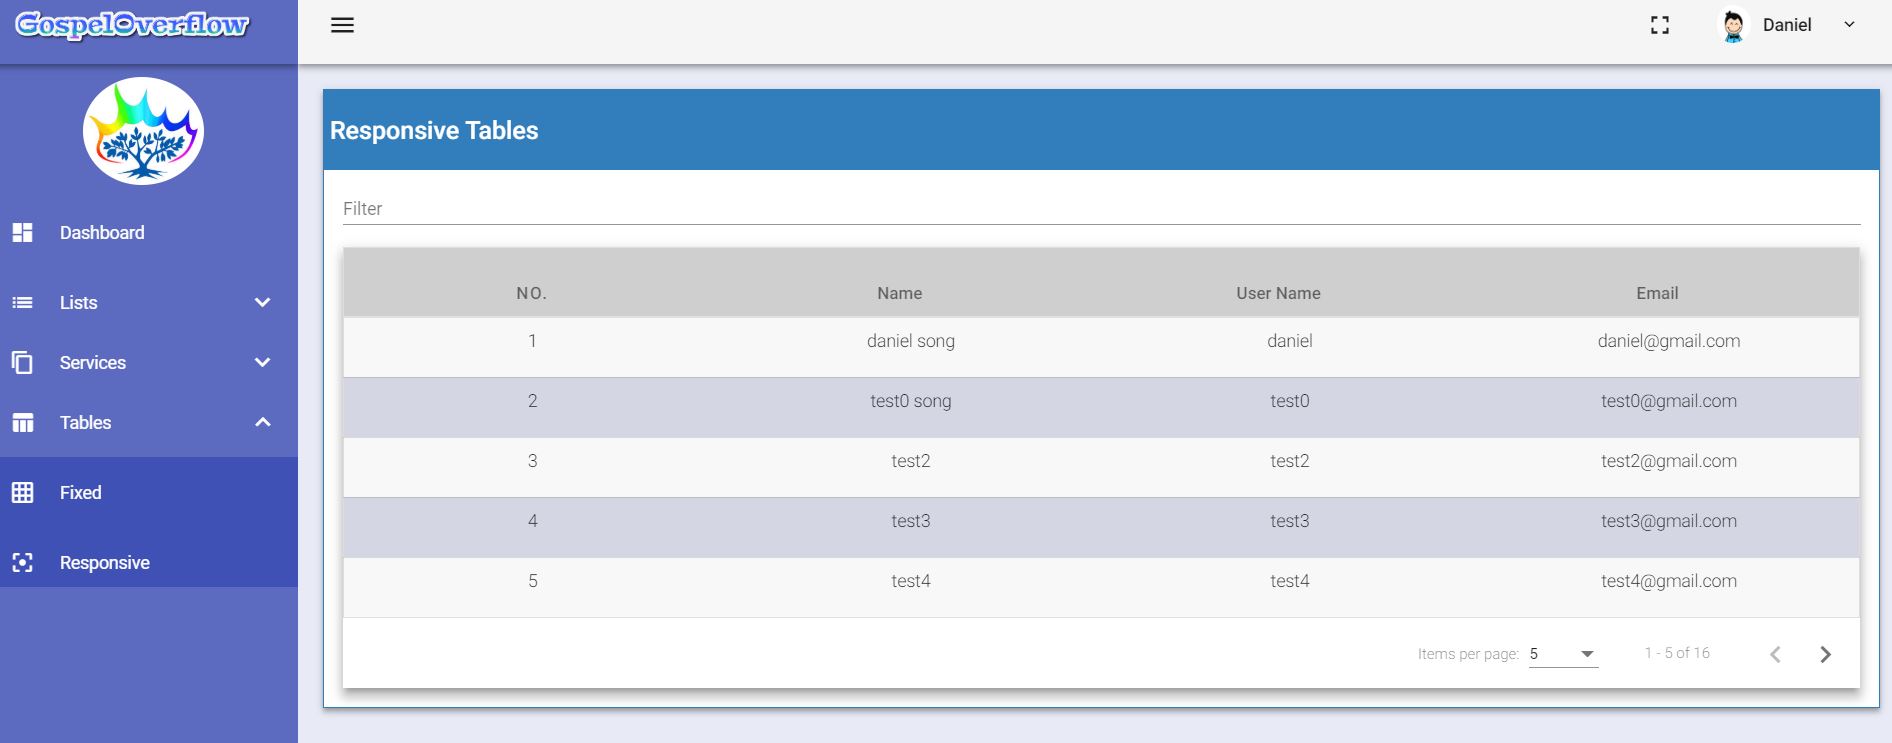 GospelOverflow
Daniel
Dashboard
Lists
Services
Tables
Fixed
Responsive
Responsive Tables
Filter
NO. Name User Name Email
1 daniel song daniel daniel@gmail.com
2 test0 song test0 test0@gmail.com
3 test2 test2 test2@gmail.com
4 test3 test3 test3@gmail.com
5 test4 test4 test4@gmail.com
Items per page: 5 1 - 5 of 16